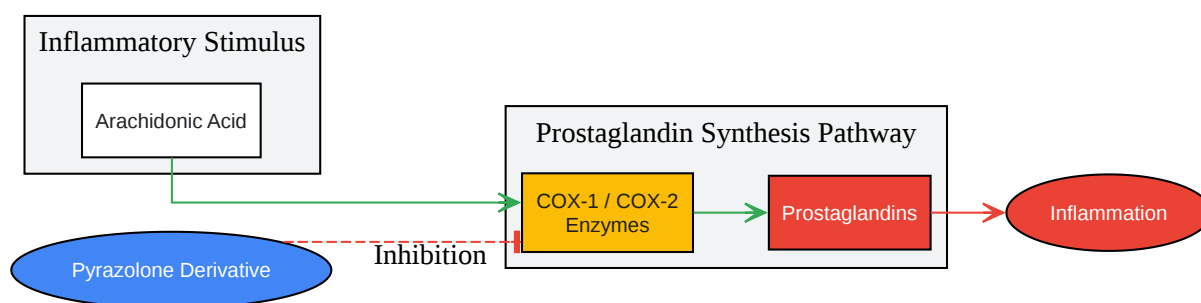 Inflammatory Stimulus
Arachidonic Acid
Prostaglandin Synthesis Pathway
COX-1 / COX-2
Enzymes
Prostaglandins
Inflammation
Inhibition
Pyrazolone Derivative